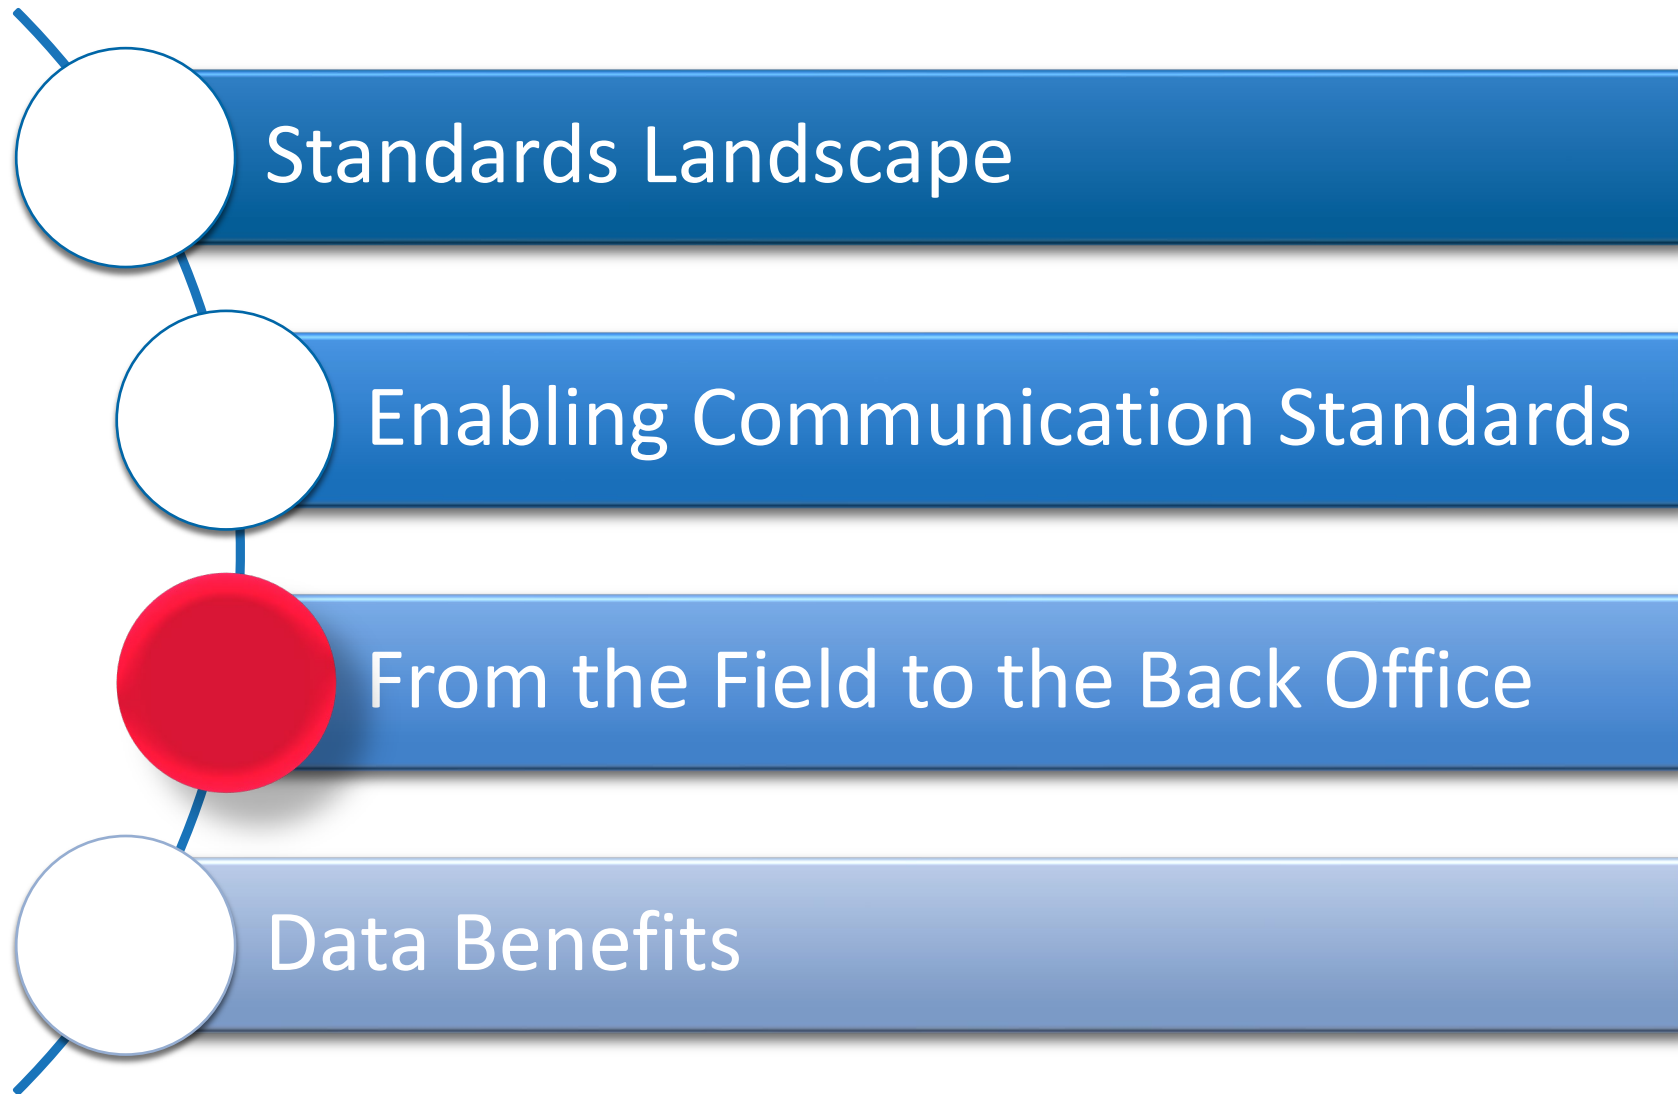 Standards Landscape
Enabling Communication Standards
From the Field to the Back Office
Data Benefits